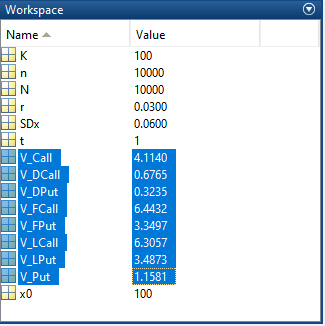 Workspace
Name Value
K 100
n 10000
N 10000
r 0.0300
SDx 0.0600
t 1
V_Call 4.1140
V_DCall 0.6765
V_DPut 0.3235
V_FCall 6.4432
V_FPut 3.3497
V_LCall 6.3057
V_LPut 3.4873
V_Put 1.1581
x0 100